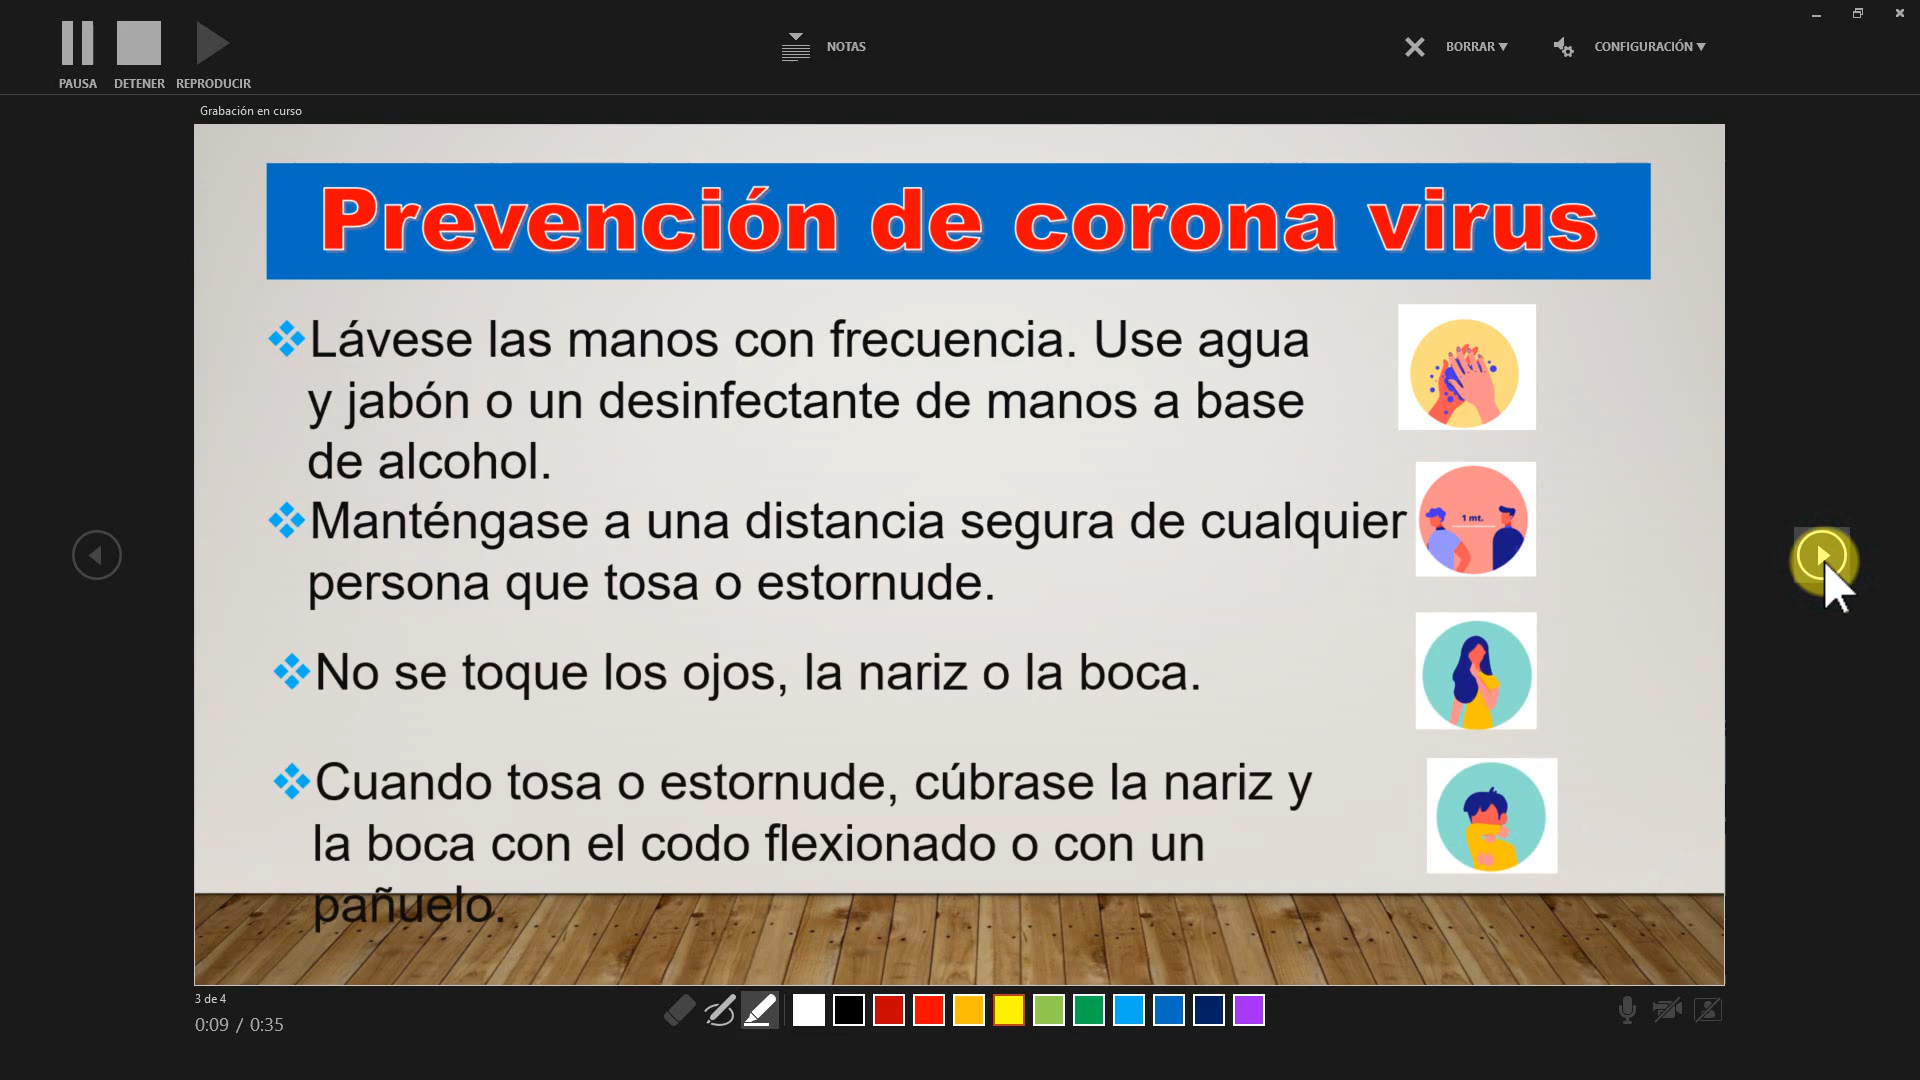 PAUSA
DETENER
REPRODUCIR
NOTAS
BORRAR
CONFIGURACIÓN
Grabación en curso
Prevención de corona virus
Lávese las manos con frecuencia. Use agua
y jabón o un desinfectante de manos a base
de alcohol.
Manténgase a una distancia segura de cualquier
persona que tosa o estornude.
1 mt.
No se toque los ojos, la nariz o la boca.
Cuando tosa o estornude, cúbrase la nariz y
la boca con el codo flexionado o con un
pañuelo.
3 de 4
0:09 / 0:35